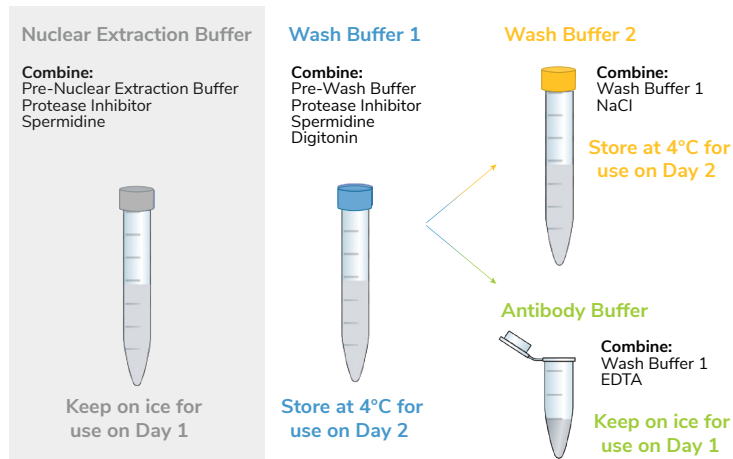 Nuclear Extraction Buffer
Combine:
Pre-Nuclear Extraction Buffer
Protease Inhibitor
Spermidine
Keep on ice for
use on Day 1
Wash Buffer 1
Combine:
Pre-Wash Buffer
Protease Inhibitor
Spermidine
Digitonin
Store at 4°C for
use on Day 2
Wash Buffer 2
Combine:
Wash Buffer 1
NaCl
Store at 4°C for
use on Day 2
Antibody Buffer
Combine:
Wash Buffer 1
EDTA
Keep on ice for
use on Day 1